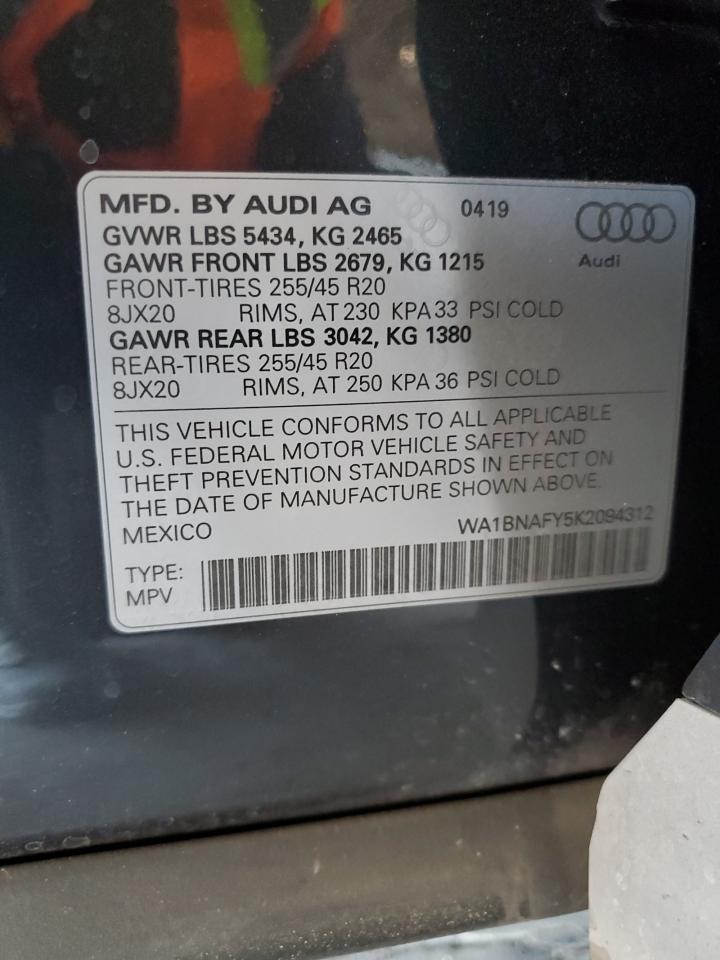 MFD. BY AUDI AG 0419
GVWR LBS 5434, KG 2465
GAWR FRONT LBS 2679, KG 1215 Audi
FRONT-TIRES 255/45 R20
8JX20 RIMS, AT 230 KPA 33 PSI COLD
GAWR REAR LBS 3042, KG 1380
REAR-TIRES 255/45 R20
8JX20 RIMS, AT 250 KPA 36 PSI COLD
THIS VEHICLE CONFORMS TO ALL APPLICABLE
U.S. FEDERAL MOTOR VEHICLE SAFETY AND
THEFT PREVENTION STANDARDS IN EFFECT ON
THE DATE OF MANUFACTURE SHOWN ABOVE.
MEXICO WA1BNAFY5K2094312
TYPE:
MPV